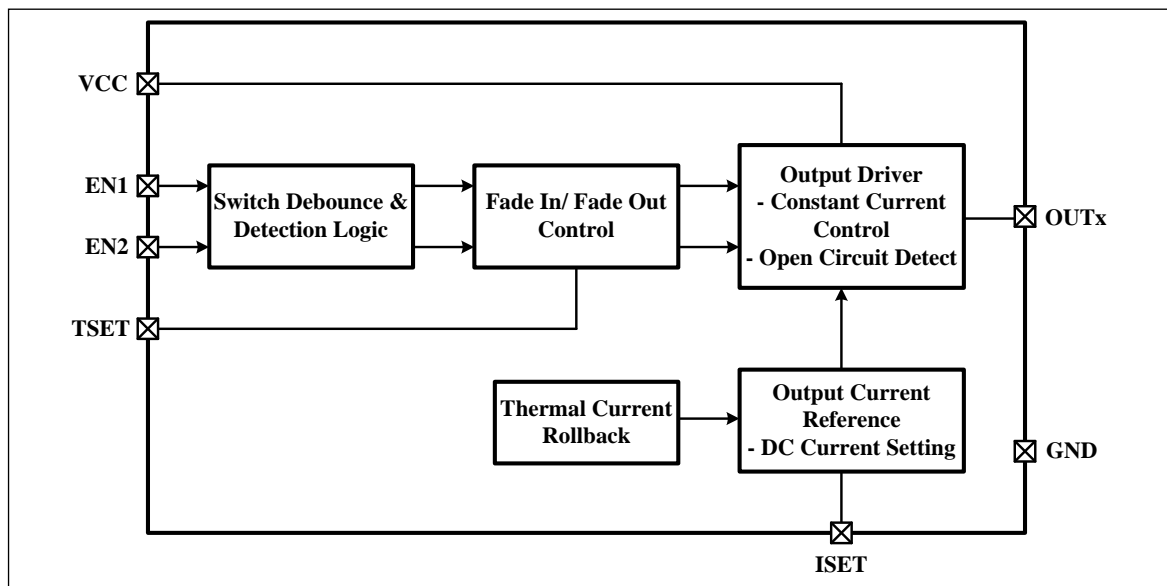 VCC
EN1
EN2
TSET
Switch Debounce &
Detection Logic
Fade In/ Fade Out
Control
Output Driver
- Constant Current
Control
- Open Circuit Detect
OUTx
Thermal Current
Rollback
Output Current
Reference
- DC Current Setting
GND
ISET